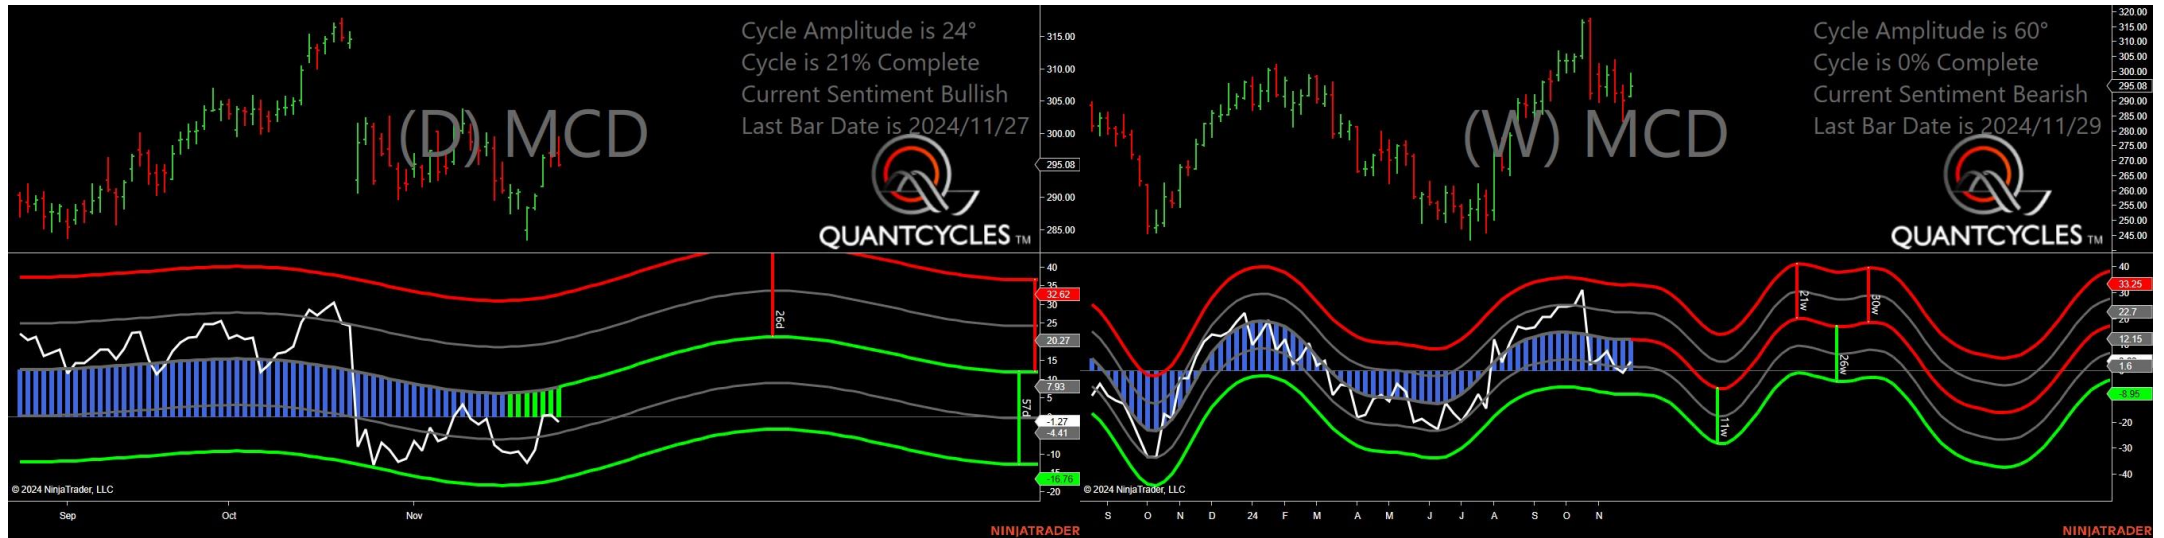 Cycle Amplitude is 24°
Cycle is 21% Complete
Current Sentiment Bullish
Last Bar Date is 2024/11/27
(D) MCD
QUANTCYCLES TM
315.00
310.00
305.00
300.00
295.08
290.00
285.00
40
35
32.62
30
25
20.27
15
10
7.93
5
-1.27
-4.41
-10
-15
-16.76
-20
26d
57d
© 2024 NinjaTrader, LLC
Sep Oct Nov
NINJATRADER
Cycle Amplitude is 60°
Cycle is 0% Complete
Current Sentiment Bearish
Last Bar Date is 2024/11/29
(W) MCD
QUANTCYCLES TM
320.00
315.00
310.00
305.00
300.00
295.08
290.00
285.00
280.00
275.00
270.00
265.00
260.00
255.00
250.00
245.00
40
33.25
30
22.7
20
12.15
10
1.6
-8.95
-20
-30
-40
11w
21w
26w
30w
© 2024 NinjaTrader, LLC
S O N D 24 F M A M J J A S O N
NINJATRADER